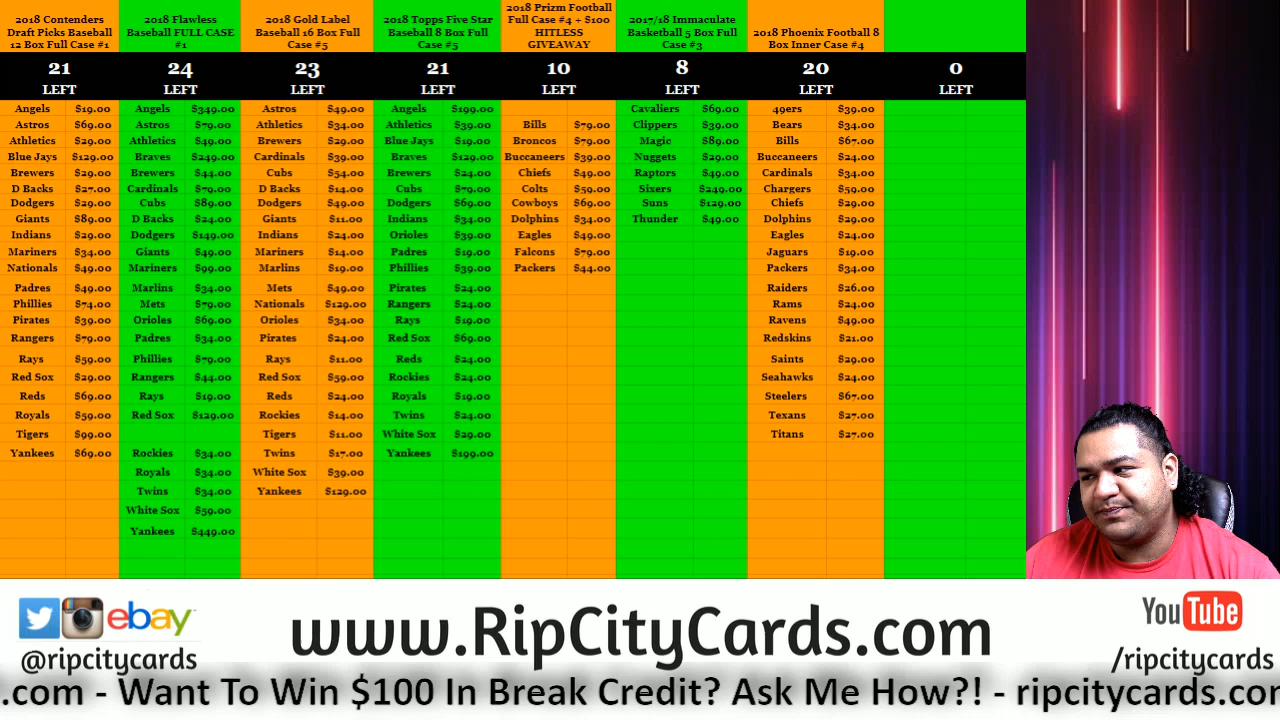 2018 Contenders
Draft Picks Baseball
12 Box Full Case #1
21
LEFT
Angels $19.00
Astros $69.00
Athletics $29.00
Blue Jays $129.00
Brewers $29.00
D Backs $27.00
Dodgers $29.00
Giants $89.00
Indians $29.00
Mariners $34.00
Nationals $49.00
Padres $49.00
Phillies $74.00
Pirates $39.00
Rangers $79.00
Rays $59.00
Red Sox $29.00
Reds $69.00
Royals $59.00
Tigers $99.00
Yankees $69.00
2018 Flawless
Baseball FULL CASE
#1
24
LEFT
Angels $349.00
Astros $79.00
Athletics $49.00
Braves $249.00
Brewers $44.00
Cardinals $79.00
Cubs $89.00
D Backs $24.00
Dodgers $149.00
Giants $49.00
Mariners $99.00
Marlins $34.00
Mets $79.00
Orioles $69.00
Padres $34.00
Phillies $79.00
Rangers $44.00
Rays $19.00
Red Sox $129.00
Rockies $34.00
Royals $34.00
Twins $34.00
White Sox $59.00
Yankees $449.00
2018 Gold Label
Baseball 16 Box Full
Case #5
23
LEFT
Astros $49.00
Athletics $34.00
Brewers $29.00
Cardinals $39.00
Cubs $54.00
D Backs $14.00
Dodgers $49.00
Giants $11.00
Indians $24.00
Mariners $14.00
Marlins $19.00
Mets $49.00
Nationals $129.00
Orioles $34.00
Pirates $24.00
Rays $11.00
Red Sox $59.00
Reds $24.00
Rockies $14.00
Tigers $11.00
Twins $17.00
White Sox $39.00
Yankees $129.00
2018 Topps Five Star
Baseball 8 Box Full
Case #5
21
LEFT
Angels $199.00
Athletics $39.00
Blue Jays $19.00
Braves $129.00
Brewers $24.00
Cubs $79.00
Dodgers $69.00
Indians $34.00
Orioles $39.00
Padres $19.00
Phillies $39.00
Pirates $24.00
Rangers $24.00
Rays $19.00
Red Sox $69.00
Reds $24.00
Rockies $24.00
Royals $19.00
Twins $24.00
White Sox $29.00
Yankees $199.00
2018 Prizm Football
Full Case #4 + $100
HITLESS
GIVEAWAY
10
LEFT
Bills $79.00
Broncos $79.00
Buccaneers $39.00
Chiefs $49.00
Colts $59.00
Cowboys $69.00
Dolphins $34.00
Eagles $49.00
Falcons $79.00
Packers $44.00
2017/18 Immaculate
Basketball 5 Box Full
Case #3
8
LEFT
Cavaliers $69.00
Clippers $39.00
Magic $89.00
Nuggets $29.00
Raptors $49.00
Sixers $249.00
Suns $129.00
Thunder $49.00
2018 Phoenix Football 8
Box Inner Case #4
20
LEFT
49ers $39.00
Bears $34.00
Bills $67.00
Buccaneers $24.00
Cardinals $34.00
Chargers $59.00
Chiefs $29.00
Dolphins $29.00
Eagles $24.00
Jaguars $19.00
Packers $34.00
Raiders $26.00
Rams $24.00
Ravens $49.00
Redskins $21.00
Saints $29.00
Seahawks $24.00
Steelers $67.00
Texans $27.00
Titans $27.00
0
LEFT
ebay
@ripcitycards
www.RipCityCards.com
YouTube
/ripcitycards
s.com - Want To Win $100 In Break Credit? Ask Me How?! - ripcitycards.com